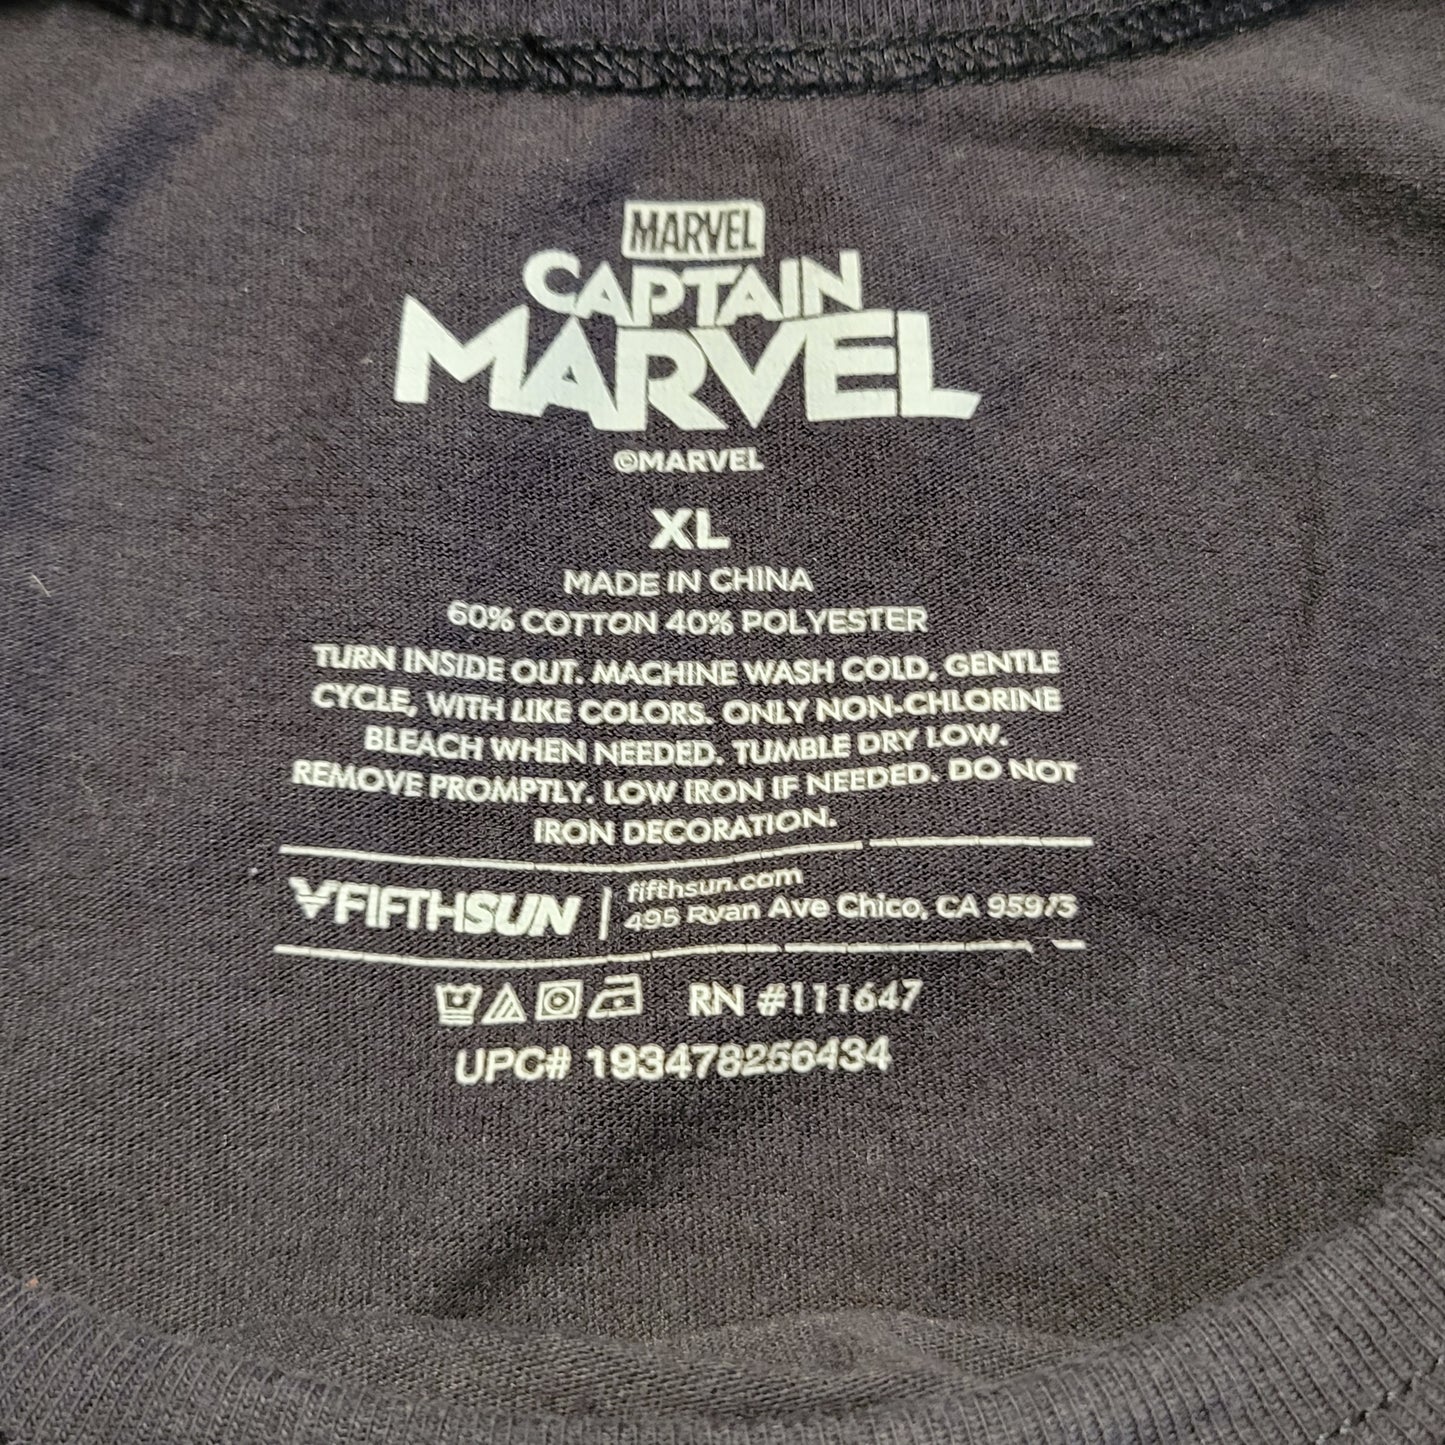 MARVEL
CAPTAIN
MARVEL
©MARVEL
XL
MADE IN CHINA
60% COTTON 40% POLYESTER
TURN INSIDE OUT. MACHINE WASH COLD, GENTLE
CYCLE, WITH LIKE COLORS. ONLY NON-CHLORINE
BLEACH WHEN NEEDED. TUMBLE DRY LOW.
REMOVE PROMPTLY. LOW IRON IF NEEDED. DO NOT
IRON DECORATION.
FIFTHSUN
fifthsun.com
495 Ryan Ave Chico, CA 95973
RN #111647
UPC# 193478256434